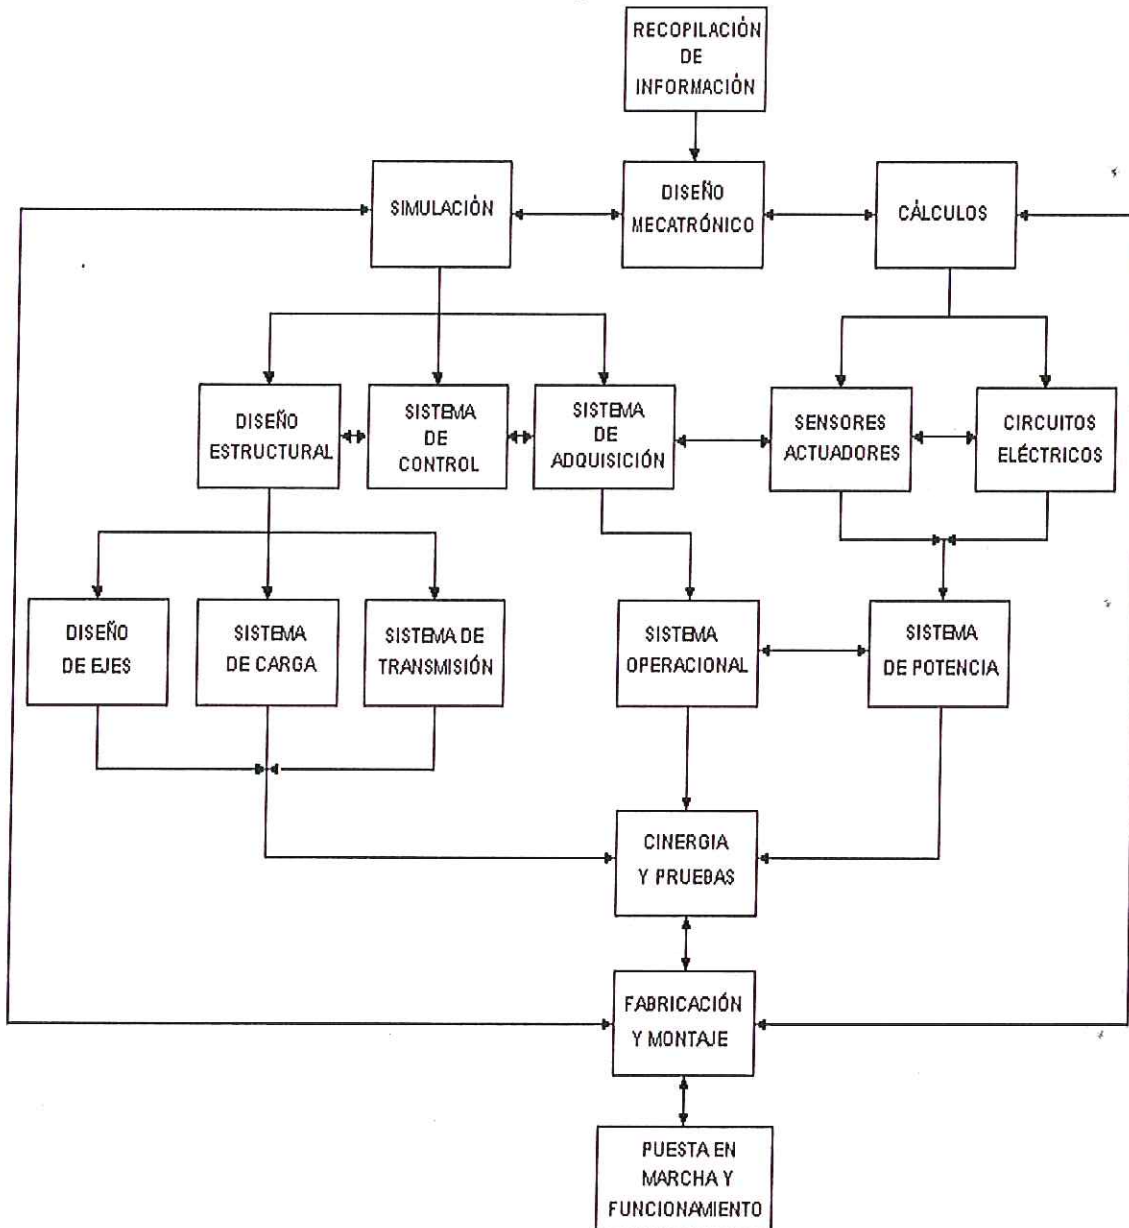 RECOPILACIÓN
DE
INFORMACIÓN
SIMULACIÓN
DISEÑO
MECATRÓNICO
CÁLCULOS
DISEÑO
ESTRUCTURAL
SISTEMA
DE
CONTROL
SISTEMA
DE
ADQUISICIÓN
SENSORES
ACTUADORES
CIRCUITOS
ELÉCTRICOS
DISEÑO
DE EJES
SISTEMA
DE CARGA
SISTEMA DE
TRANSMISIÓN
SISTEMA
OPERACIONAL
SISTEMA
DE POTENCIA
CINERGIA
Y PRUEBAS
FABRICACIÓN
Y MONTAJE
PUESTA EN
MARCHA Y
FUNCIONAMIENTO